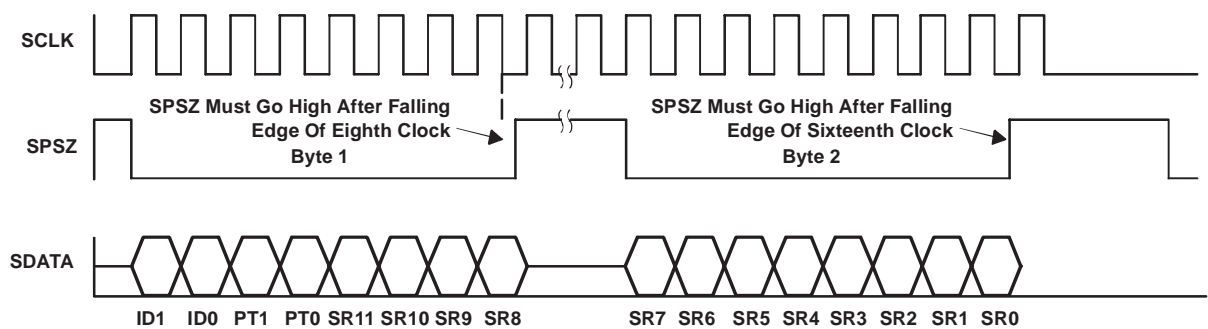 SCLK
SPSZ Must Go High After Falling
Edge Of Eighth Clock
Byte 1
SPSZ Must Go High After Falling
Edge Of Sixteenth Clock
Byte 2
SPSZ
SDATA
ID1 ID0 PT1 PT0 SR11 SR10 SR9 SR8 SR7 SR6 SR5 SR4 SR3 SR2 SR1 SR0